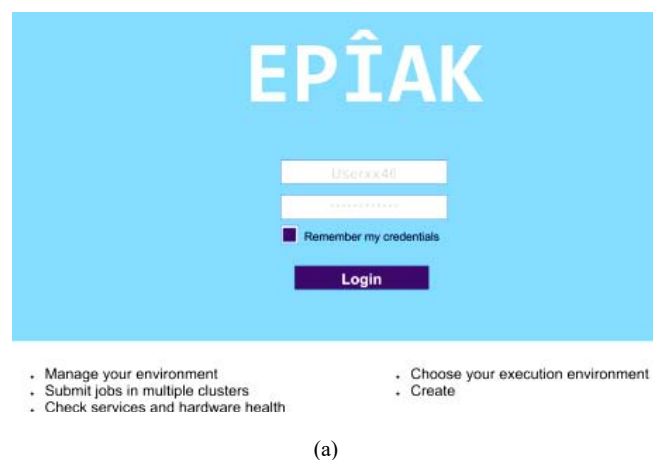 EPÎAK
Userxx46
************
Remember my credentials
Login
. Manage your environment
. Submit jobs in multiple clusters
. Check services and hardware health
. Choose your execution environment
. Create
(a)